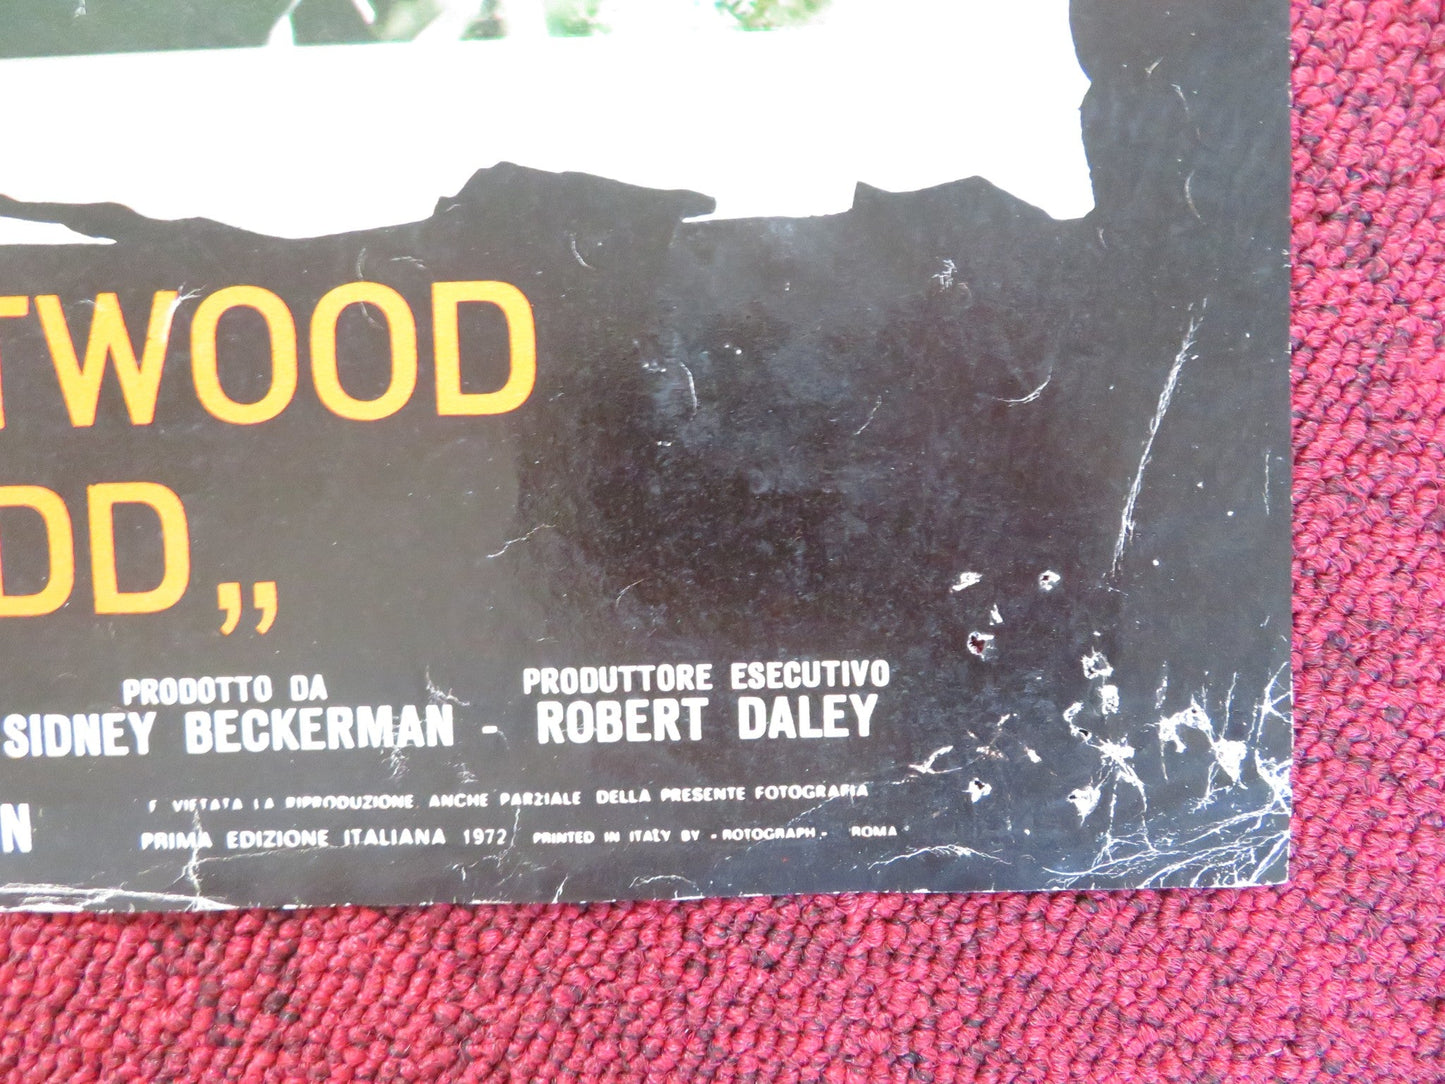 TWOOD
DD„
PRODOTTO DA
PRODUTTORE ESECUTIVO
SIDNEY BECKERMAN - ROBERT DALEY
N
E VIETATA LA RIPRODUZIONE, ANCHE PARZIALE DELLA PRESENTE FOTOGRAFIA
PRIMA EDIZIONE ITALIANA 1972 PRINTED IN ITALY BY - ROTOGRAPH - ROMA